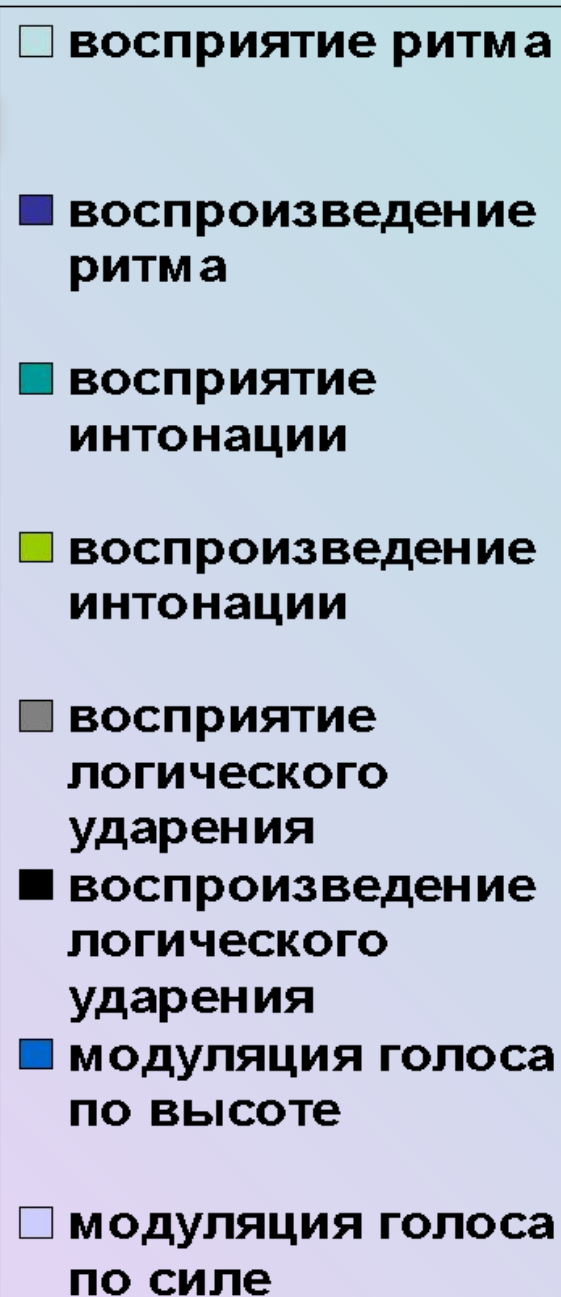 восприятие ритма
воспроизведение
ритма
восприятие
интонации
воспроизведение
интонации
восприятие
логического
ударения
воспроизведение
логического
ударения
модуляция голоса
по высоте
модуляция голоса
по силе